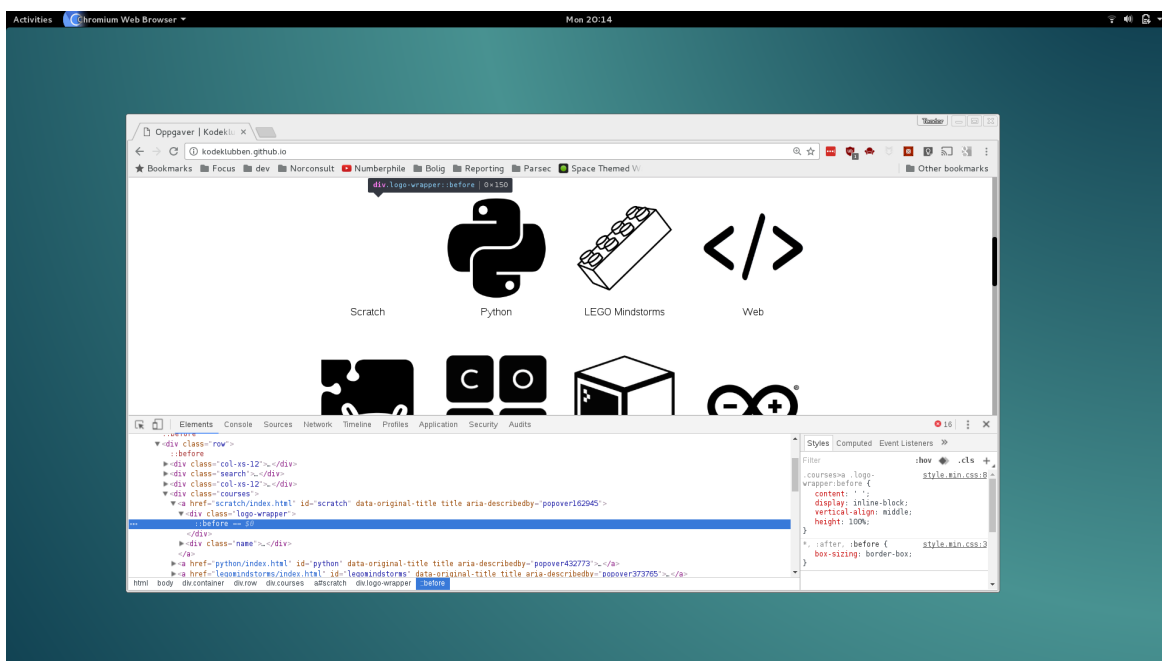 Activities Chromium Web Browser Mon 20:14
Oppgaver | Kodeklu
kodeklubben.github.io
Bookmarks Focus dev Norconsult Numberphile Bolig Reporting Parsec Space Themed W Other bookmarks
div.logo-wrapper::before | 0×150
Scratch Python LEGO Mindstorms Web
C O
Elements Console Sources Network Timeline Profiles Application Security Audits 16
::before
▼<div class="row">
::before
▶<div class="col-xs-12">…</div>
▶<div class="search">…</div>
▶<div class="col-xs-12">…</div>
▼<div class="courses">
▼<a href="scratch/index.html" id="scratch" data-original-title title aria-describedby="popover162945">
▼<div class="logo-wrapper">
::before == $0
</div>
▶<div class="name">…</div>
</a>
▶<a href="python/index.html" id="python" data-original-title title aria-describedby="popover432773">…</a>
▶<a href="legomindstorms/index.html" id="legomindstorms" data-original-title title aria-describedby="popover373765">…</a>
html body div.container div.row div.courses a#scratch div.logo-wrapper ::before
Styles Computed Event Listeners »
Filter :hov .cls +
.courses>a .logo- style.min.css:8
wrapper:before {
content: ' ';
display: inline-block;
vertical-align: middle;
height: 100%;
}
*, :after, :before { style.min.css:3
box-sizing: border-box;
}